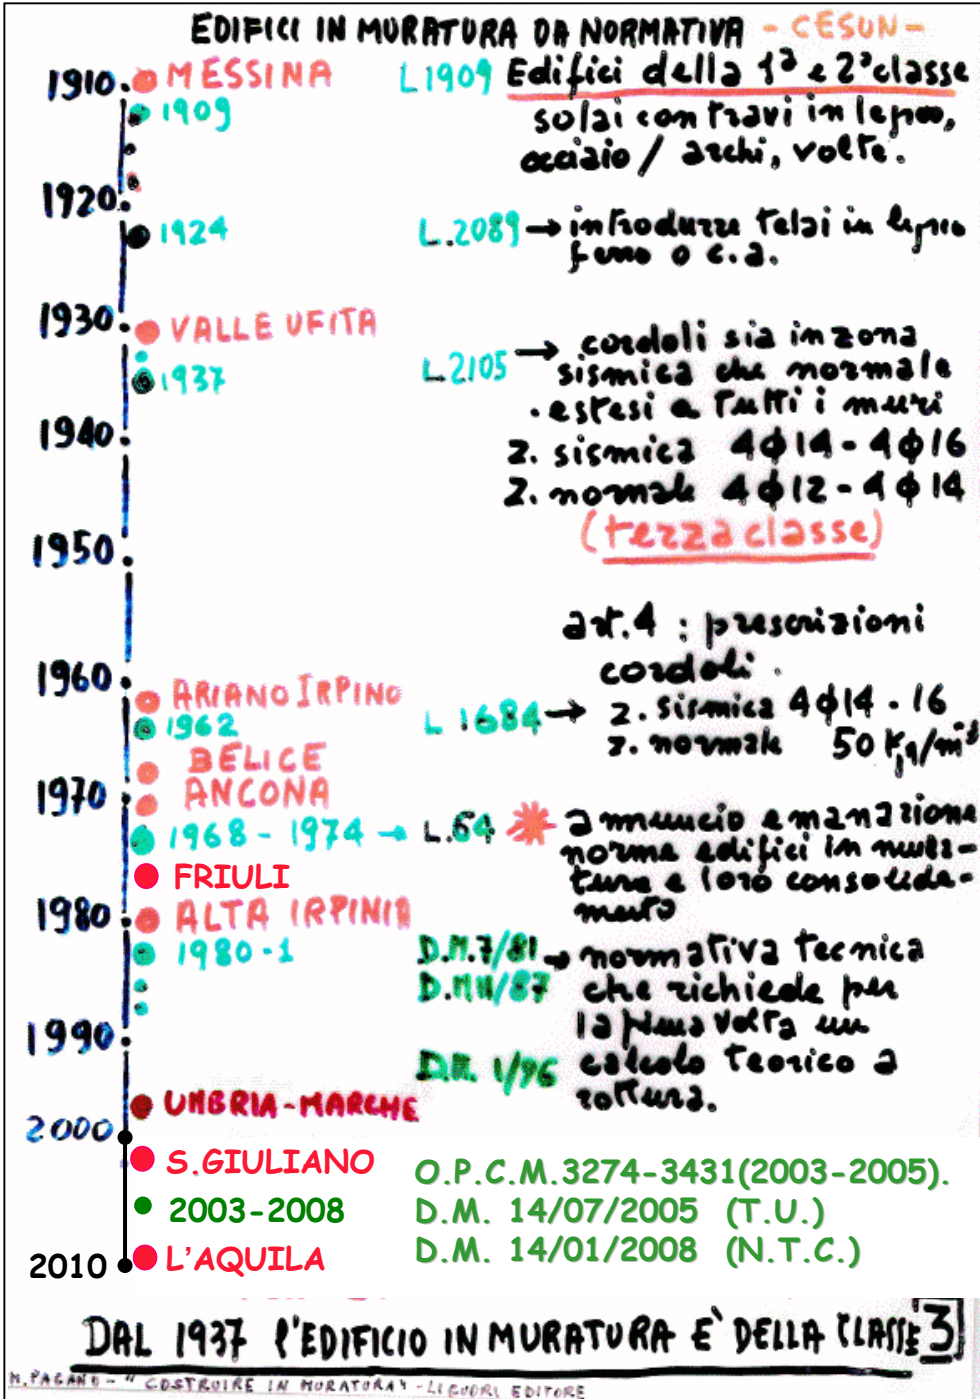 EDIFICI IN MURATURA DA NORMATIVA - CESUN -
1910 MESSINA L1909 Edifici della 1ª e 2ª classe
1909 solai con travi in legno,
acciaio / archi, volte.
1920
1924 L.2089 → introduzze telai in legno
ferro o c.a.
1930 VALLE UFITA
L.2105 → cordoli sia in zona
1937 sismica che normale
. estesi a tutti i muri
1940 z. sismica 4ϕ14 - 4ϕ16
z. normale 4ϕ12 - 4ϕ14
(terza classe)
1950
art.4 : prescrizioni
cordoli.
1960 ARIANO IRPINO
1962 L 1684 → z. sismica 4ϕ14 - 16
z. normale 50 Kg/m³
BELICE
1970 ANCONA
1968 - 1974 → L.64 annuncio emanazione
norme edifici in mura-
FRIULI tura e loro consolida-
mento
1980 ALTA IRPINIA
1980-1 D.M.7/81 → normativa tecnica
D.M 11/87 che richiede per
1990 la prima volta un
D.M. 1/96 calcolo teorico a
rottura.
UMBRIA-MARCHE
2000
S.GIULIANO O.P.C.M.3274-3431(2003-2005).
2003-2008 D.M. 14/07/2005 (T.U.)
2010 L'AQUILA D.M. 14/01/2008 (N.T.C.)
DAL 1937 l'EDIFICIO IN MURATURA E' DELLA CLASSE 3
M.PAGANO - "COSTRUIRE IN MURATURA" - LIGUORI EDITORE